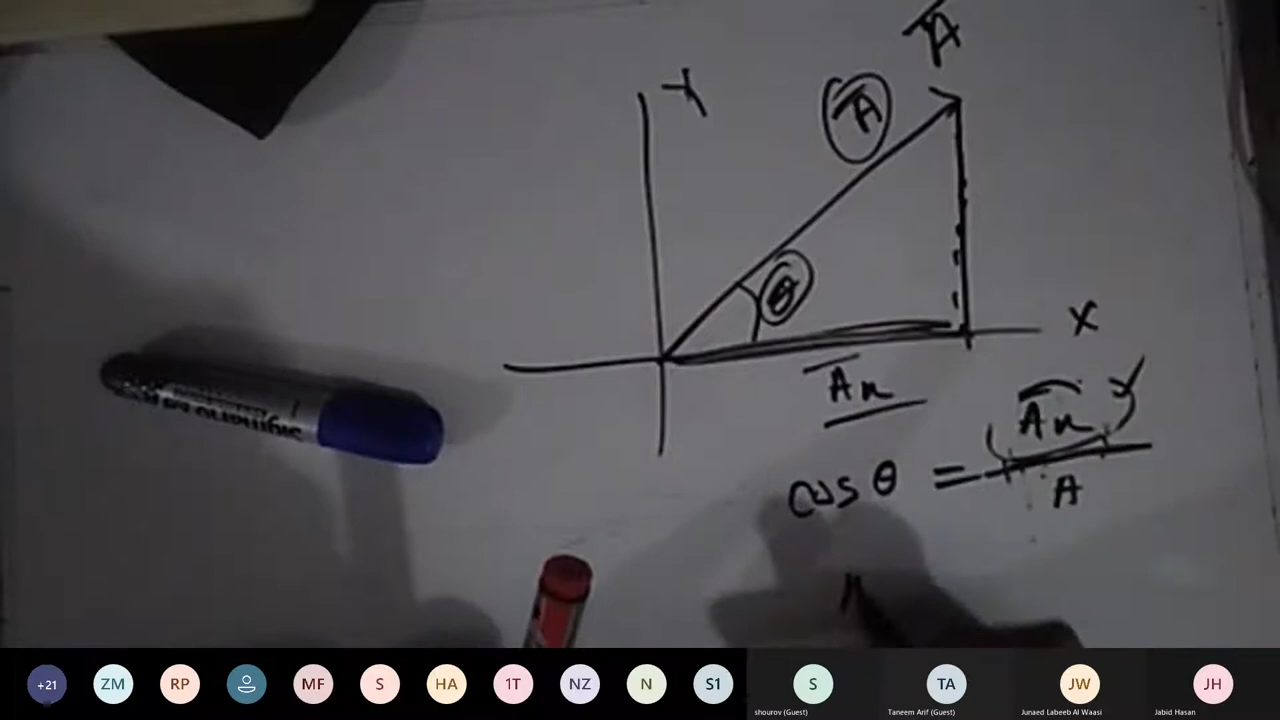 Y
A
A
θ
X
Ax
cos θ = Ax / A
+21 ZM RP MF S HA 1T NZ N S1 S TA JW JH
shourov (Guest) Taneem Arif (Guest) Junaed Labeeb Al Waasi Jabid Hasan